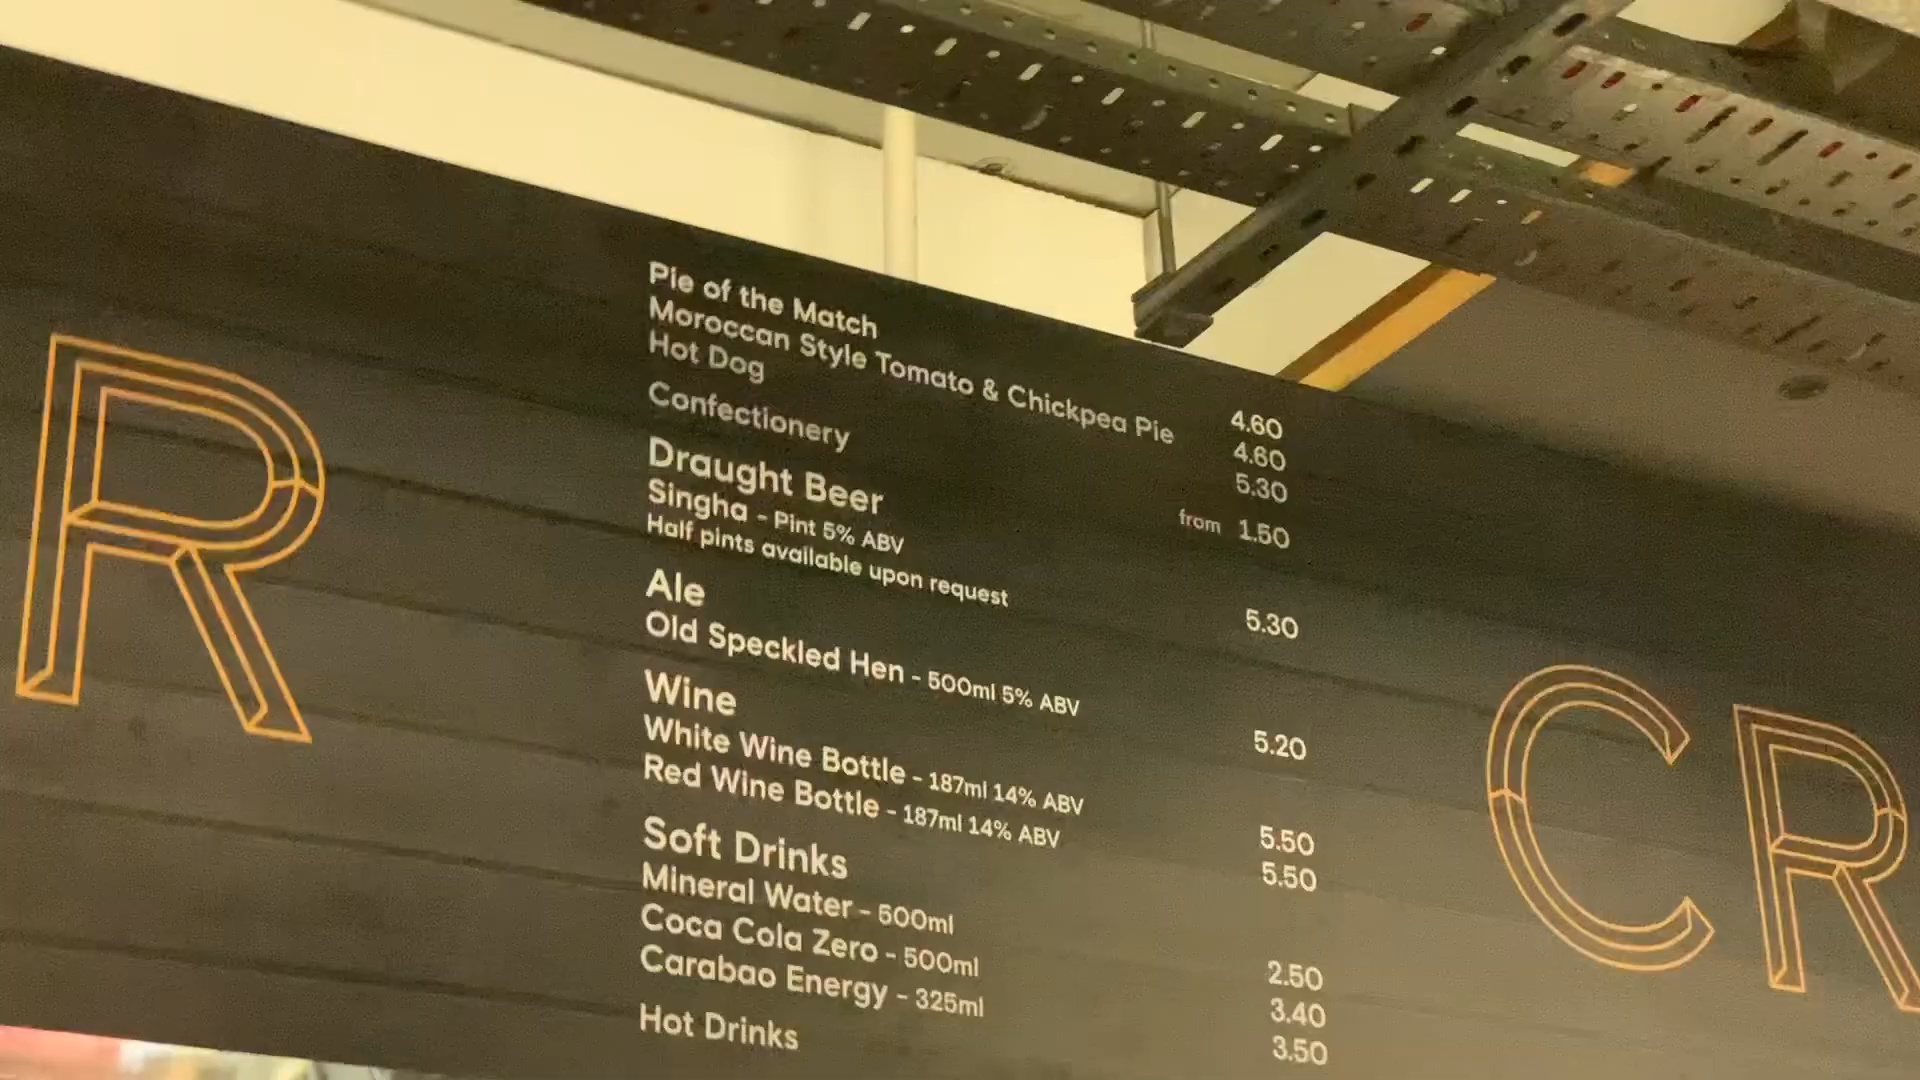 R
Pie of the Match 4.60
Moroccan Style Tomato & Chickpea Pie 4.60
Hot Dog 5.30
Confectionery from 1.50
Draught Beer
Singha - Pint 5% ABV 5.30
Half pints available upon request
Ale
Old Speckled Hen - 500ml 5% ABV 5.20
Wine
White Wine Bottle - 187ml 14% ABV 5.50
Red Wine Bottle - 187ml 14% ABV 5.50
Soft Drinks
Mineral Water - 500ml 2.50
Coca Cola Zero - 500ml 3.40
Carabao Energy - 325ml 3.50
Hot Drinks
CR